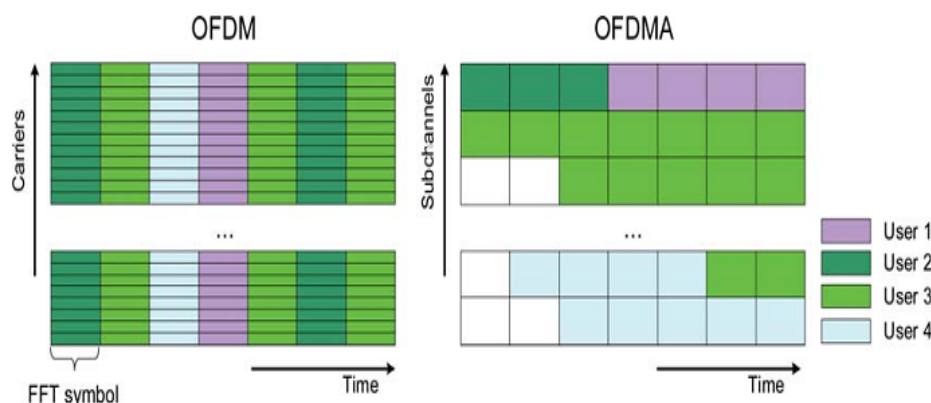 OFDM
Carriers
...
FFT symbol
Time
OFDMA
Subchannels
...
Time
User 1
User 2
User 3
User 4